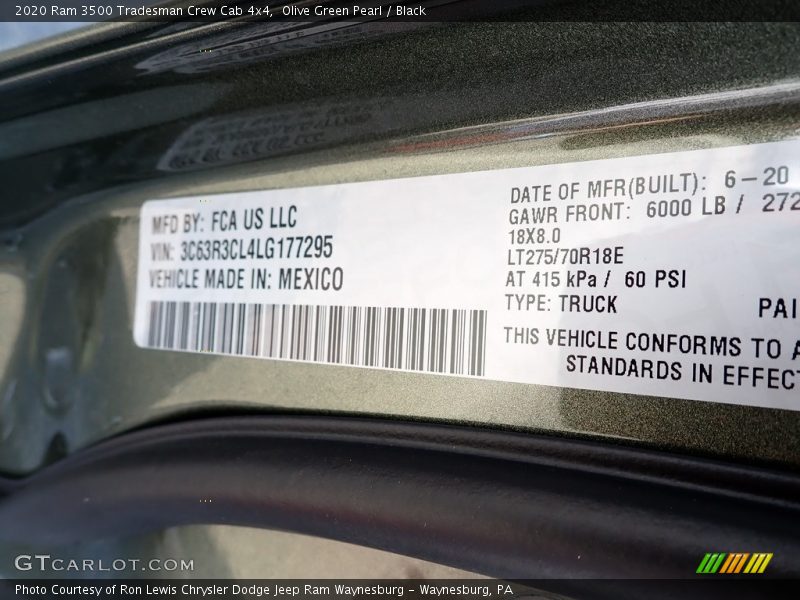 2020 Ram 3500 Tradesman Crew Cab 4x4, Olive Green Pearl / Black
MFD BY: FCA US LLC
VIN: 3C63R3CL4LG177295
VEHICLE MADE IN: MEXICO
DATE OF MFR(BUILT): 6-20
GAWR FRONT: 6000 LB / 272
18X8.0
LT275/70R18E
AT 415 kPa / 60 PSI
TYPE: TRUCK
PAI
THIS VEHICLE CONFORMS TO A
STANDARDS IN EFFECT
GTCARLOT.COM
Photo Courtesy of Ron Lewis Chrysler Dodge Jeep Ram Waynesburg - Waynesburg, PA